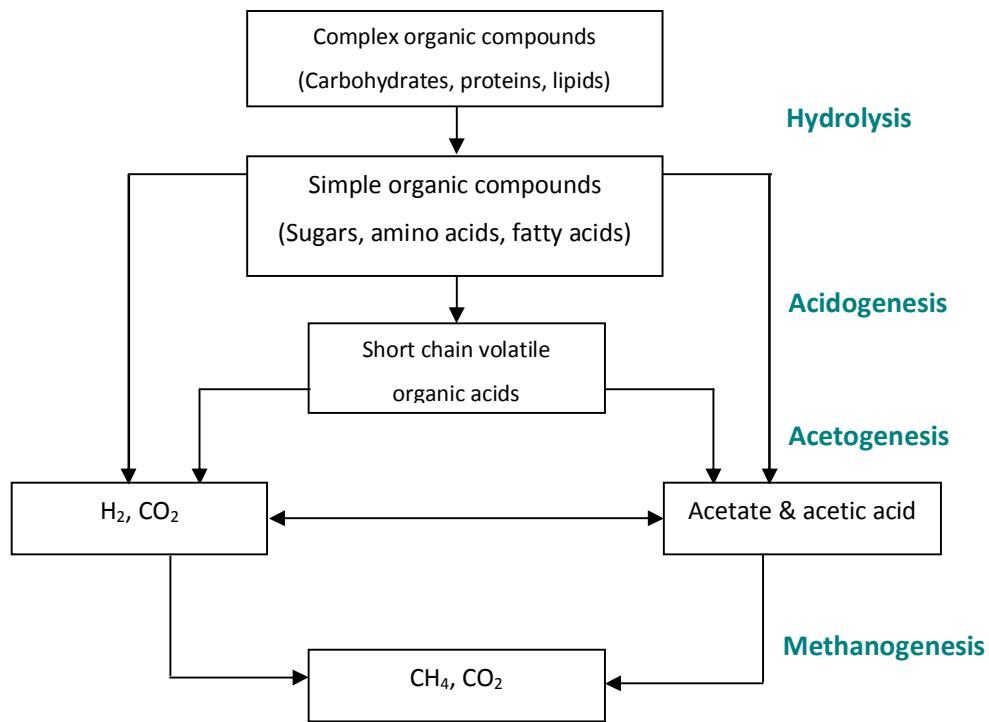 Complex organic compounds
(Carbohydrates, proteins, lipids)
Hydrolysis
Simple organic compounds
(Sugars, amino acids, fatty acids)
Acidogenesis
Short chain volatile
organic acids
Acetogenesis
H₂, CO₂
Acetate & acetic acid
Methanogenesis
CH₄, CO₂